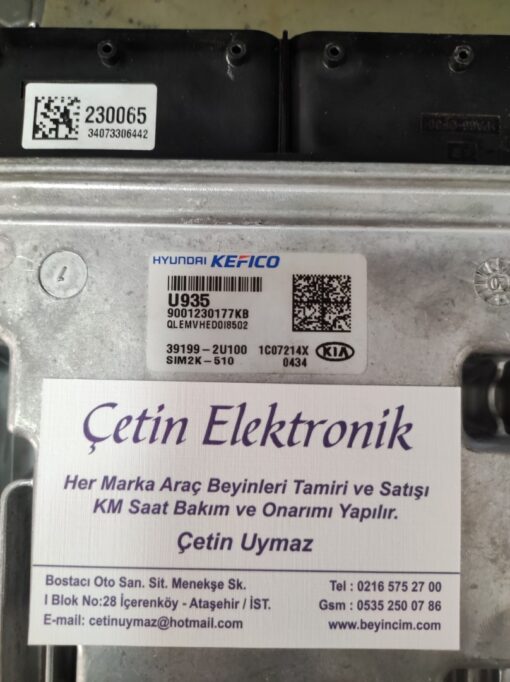 230065
34073306442
HYUNDAI KEFICO
U935
9001230177KB
QLEMVHED0I8502
39199-2U100 1C07214X KIA
SIM2K-510 0434
Çetin Elektronik
Her Marka Araç Beyinleri Tamiri ve Satışı
KM Saat Bakım ve Onarımı Yapılır.
Çetin Uymaz
Bostacı Oto San. Sit. Menekşe Sk.
I Blok No:28 İçerenköy - Ataşehir / İST.
E-mail: cetinuymaz@hotmail.com
Tel : 0216 575 27 00
Gsm : 0535 250 07 86
www.beyincim.com